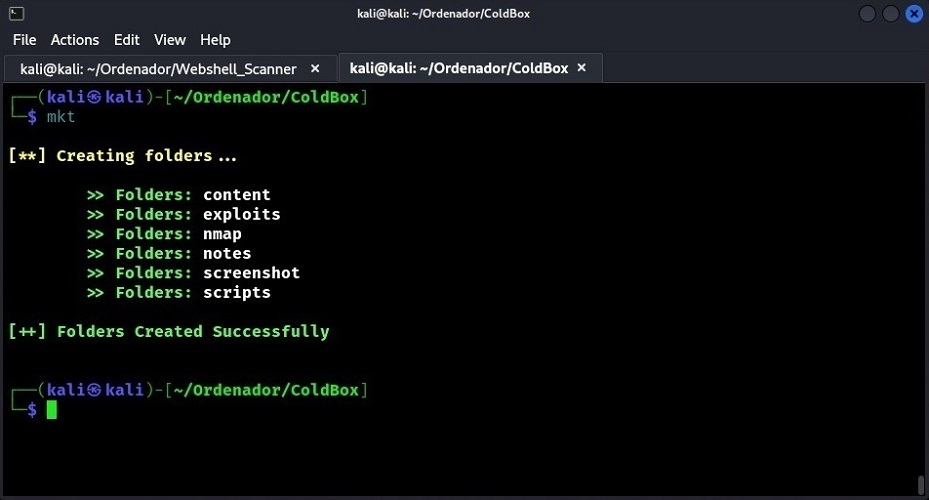 kali@kali: ~/Ordenador/ColdBox
File Actions Edit View Help
kali@kali: ~/Ordenador/Webshell_Scanner × kali@kali: ~/Ordenador/ColdBox ×
┌──(kali㉿kali)-[~/Ordenador/ColdBox]
└─$ mkt
[**] Creating folders...
>> Folders: content
>> Folders: exploits
>> Folders: nmap
>> Folders: notes
>> Folders: screenshot
>> Folders: scripts
[++] Folders Created Successfully
┌──(kali㉿kali)-[~/Ordenador/ColdBox]
└─$